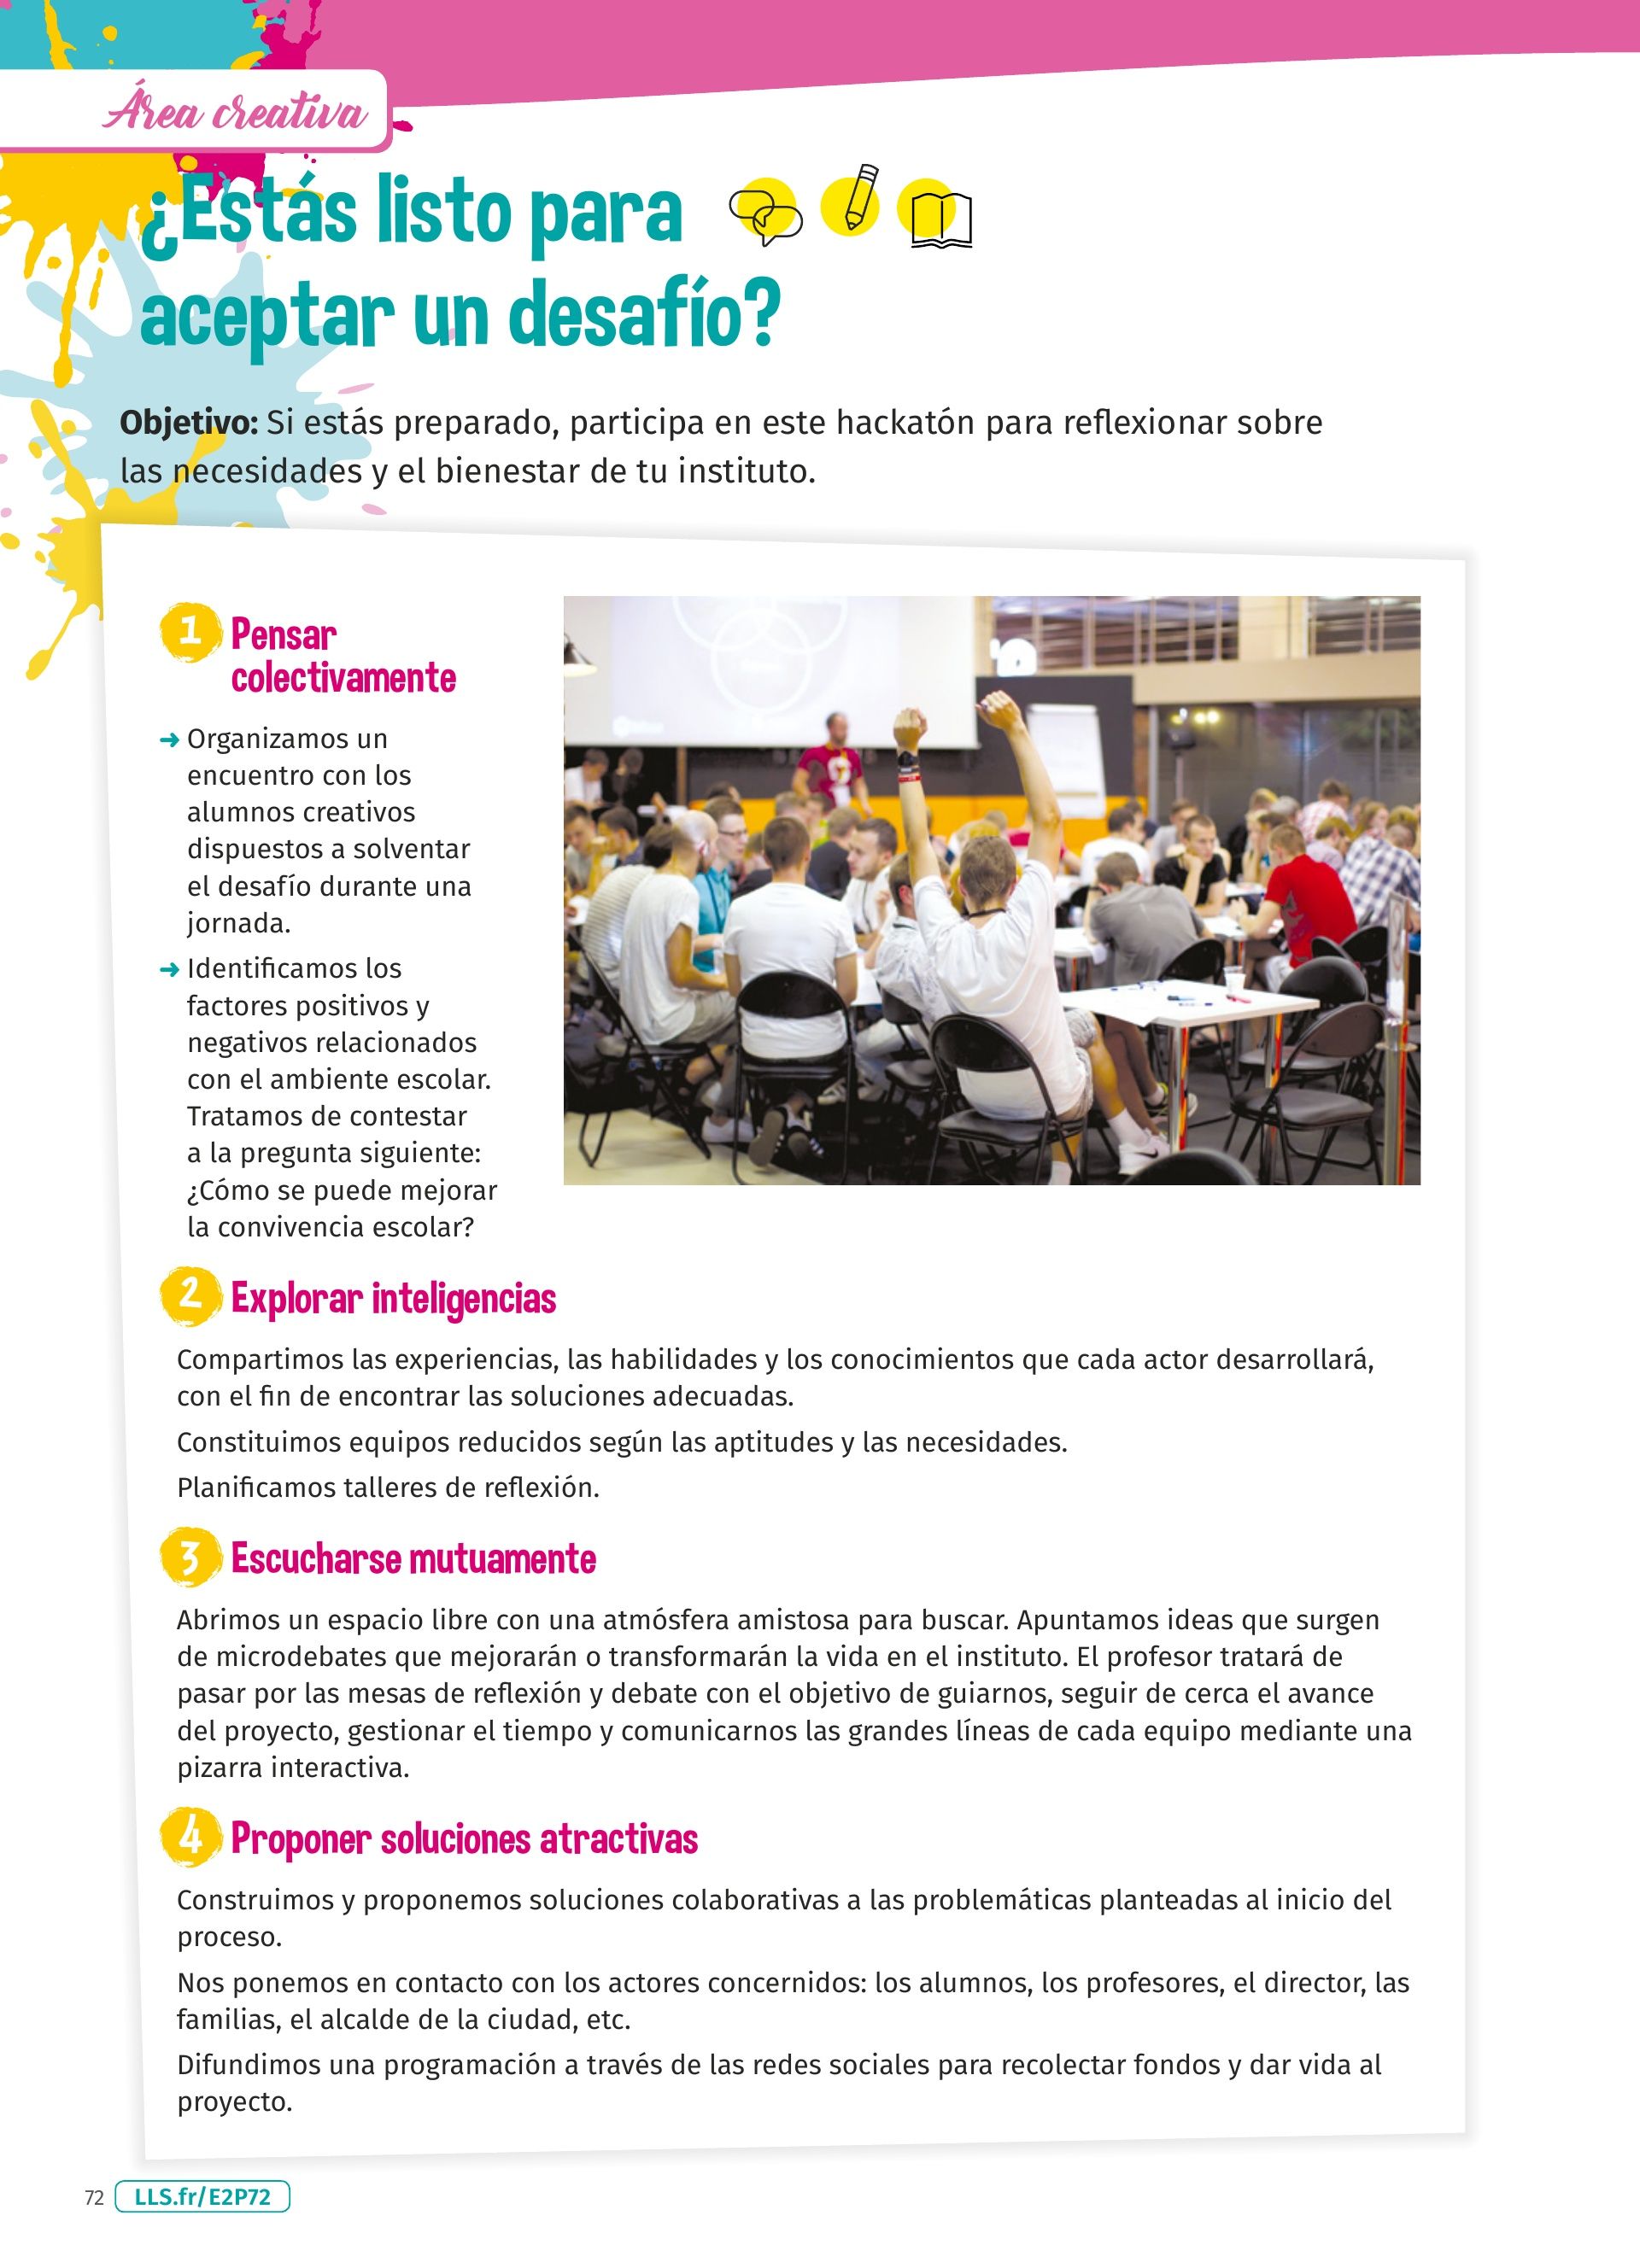 Área creativa
¿Estás listo para
aceptar un desafío?
Objetivo: Si estás preparado, participa en este hackatón para reflexionar sobre
las necesidades y el bienestar de tu instituto.
1 Pensar
colectivamente
➜ Organizamos un
encuentro con los
alumnos creativos
dispuestos a solventar
el desafío durante una
jornada.
➜ Identificamos los
factores positivos y
negativos relacionados
con el ambiente escolar.
Tratamos de contestar
a la pregunta siguiente:
¿Cómo se puede mejorar
la convivencia escolar?
2 Explorar inteligencias
Compartimos las experiencias, las habilidades y los conocimientos que cada actor desarrollará,
con el fin de encontrar las soluciones adecuadas.
Constituimos equipos reducidos según las aptitudes y las necesidades.
Planificamos talleres de reflexión.
3 Escucharse mutuamente
Abrimos un espacio libre con una atmósfera amistosa para buscar. Apuntamos ideas que surgen
de microdebates que mejorarán o transformarán la vida en el instituto. El profesor tratará de
pasar por las mesas de reflexión y debate con el objetivo de guiarnos, seguir de cerca el avance
del proyecto, gestionar el tiempo y comunicarnos las grandes líneas de cada equipo mediante una
pizarra interactiva.
4 Proponer soluciones atractivas
Construimos y proponemos soluciones colaborativas a las problemáticas planteadas al inicio del
proceso.
Nos ponemos en contacto con los actores concernidos: los alumnos, los profesores, el director, las
familias, el alcalde de la ciudad, etc.
Difundimos una programación a través de las redes sociales para recolectar fondos y dar vida al
proyecto.
72 LLS.fr/E2P72